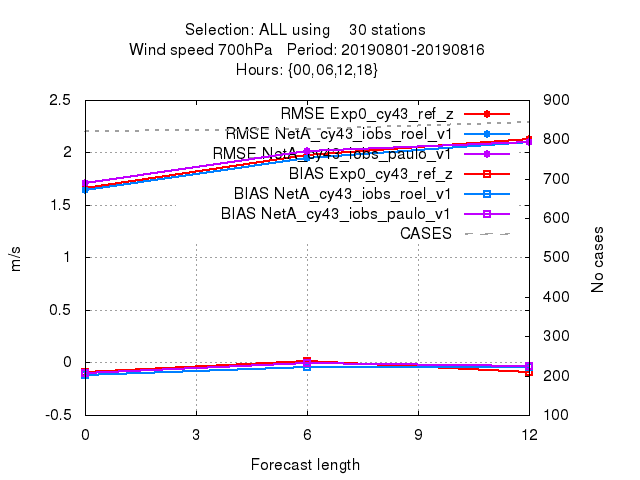 Selection: ALL using 30 stations
Wind speed 700hPa Period: 20190801-20190816
Hours: {00,06,12,18}
2.5
2
1.5
1
0.5
0
-0.5
900
800
700
600
500
400
300
200
100
RMSE Exp0_cy43_ref_z
RMSE NetA_cy43_iobs_roel_v1
RMSE NetA_cy43_iobs_paulo_v1
BIAS Exp0_cy43_ref_z
BIAS NetA_cy43_iobs_roel_v1
BIAS NetA_cy43_iobs_paulo_v1
CASES
m/s
No cases
0 3 6 9 12
Forecast length